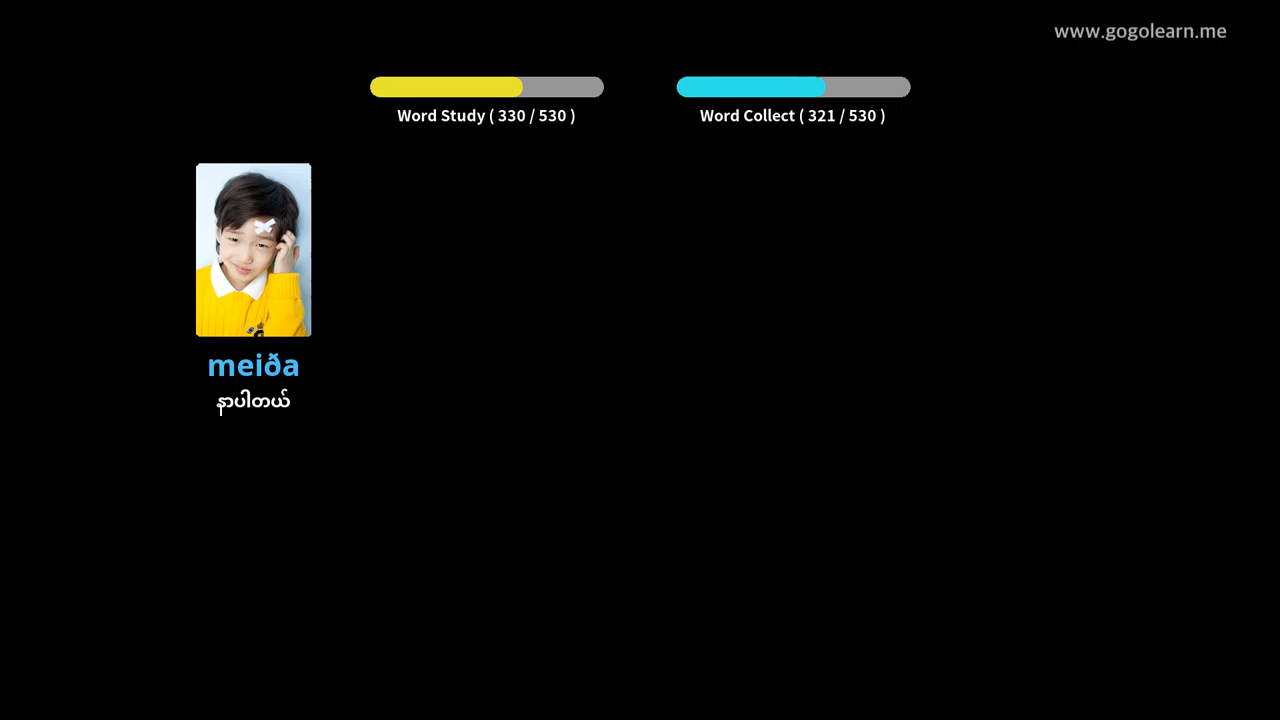 www.gogolearn.me
Word Study ( 330 / 530 )
Word Collect ( 321 / 530 )
meiða
နာပါတယ်